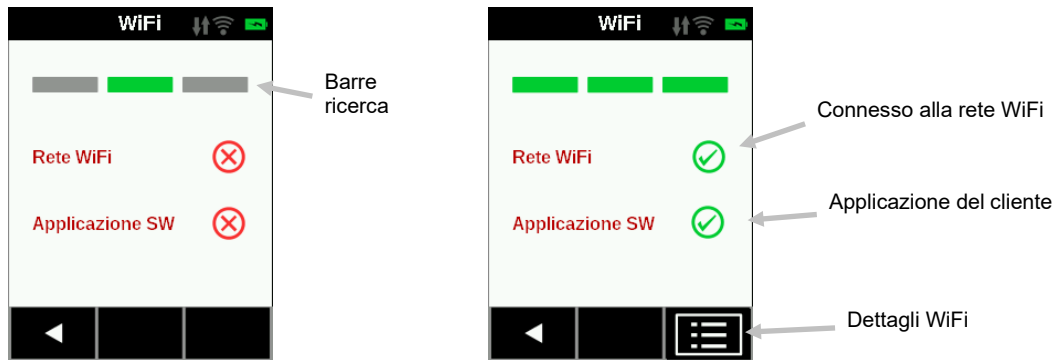 WiFi
Barre
ricerca
Rete WiFi
Applicazione SW
WiFi
Connesso alla rete WiFi
Rete WiFi
Applicazione del cliente
Applicazione SW
Dettagli WiFi